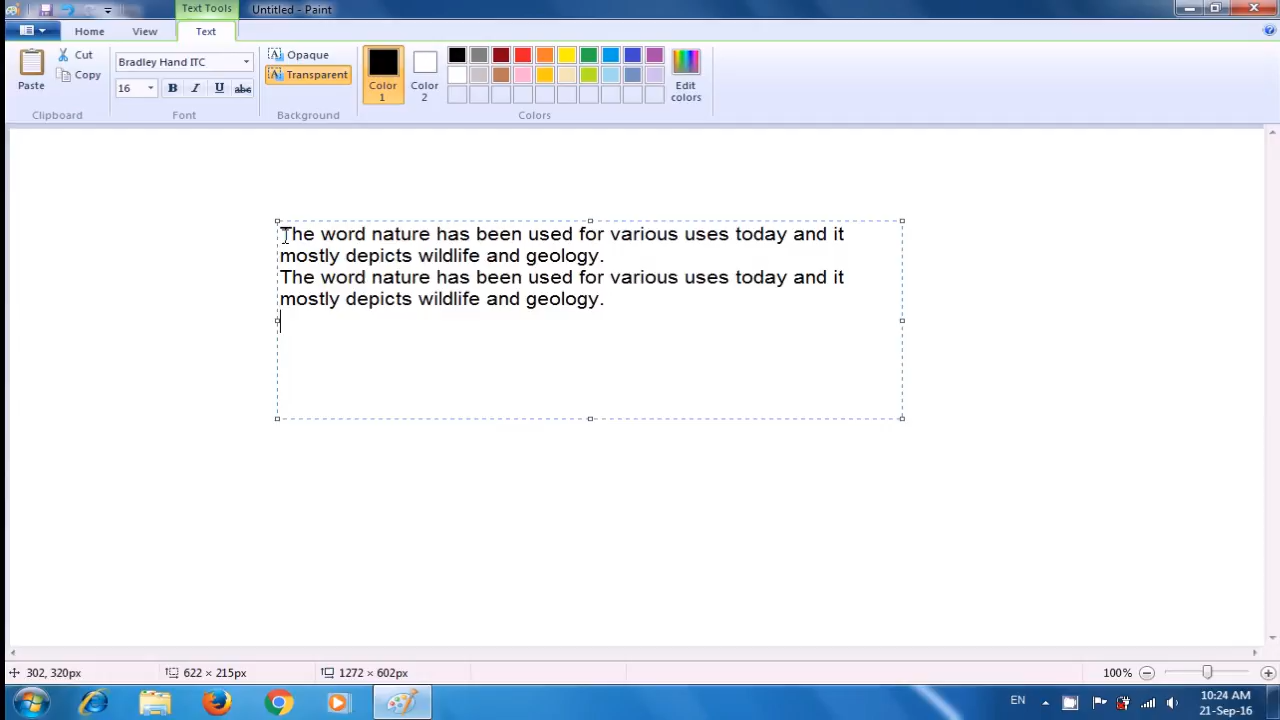 Text Tools
Untitled - Paint
Home
View
Text
Paste
Cut
Copy
Clipboard
Bradley Hand ITC
16
B
I
U
abc
Font
Opaque
Transparent
Background
Color 1
Color 2
Edit colors
Colors
The word nature has been used for various uses today and it
mostly depicts wildlife and geology.
The word nature has been used for various uses today and it
mostly depicts wildlife and geology.
302, 320px
622 × 215px
1272 × 602px
100%
EN
10:24 AM
21-Sep-16